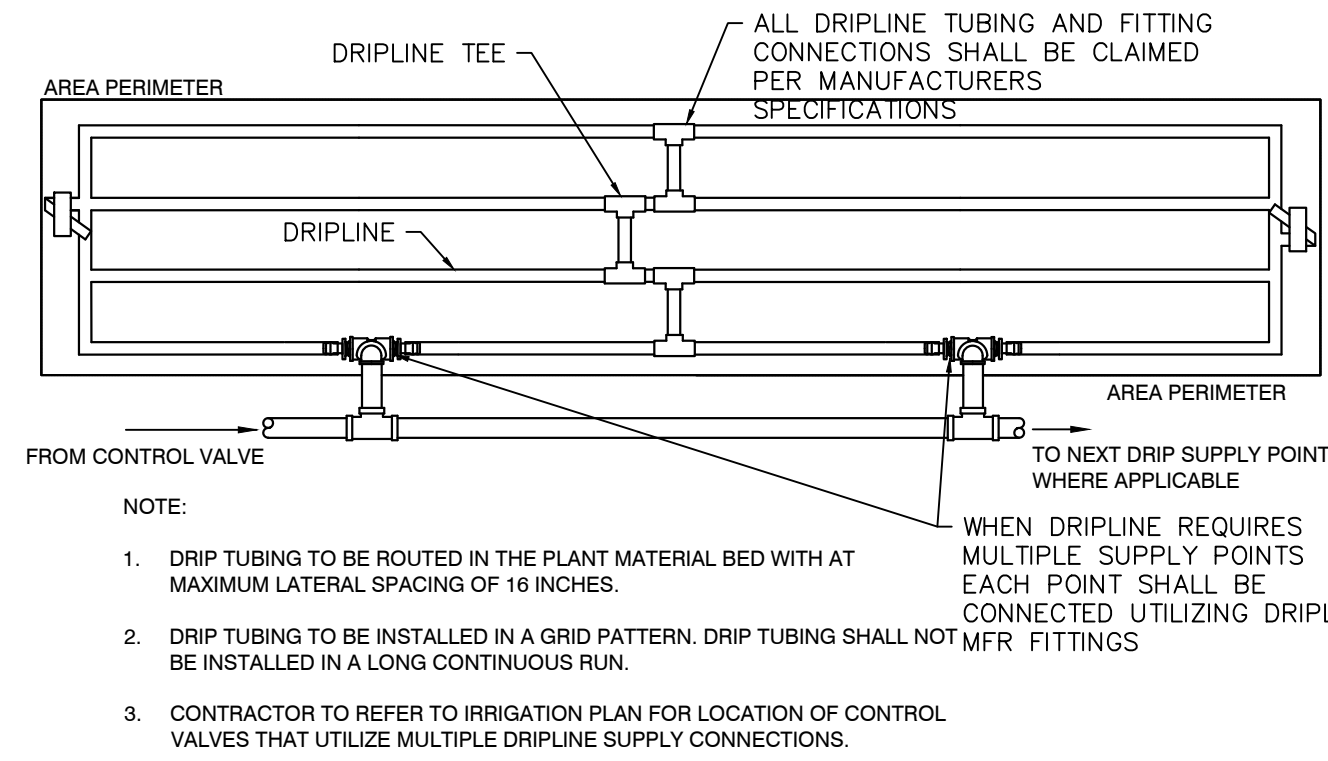 ALL DRIPLINE TUBING AND FITTING
CONNECTIONS SHALL BE CLAIMED
PER MANUFACTURERS
SPECIFICATIONS
DRIPLINE TEE
AREA PERIMETER
DRIPLINE
AREA PERIMETER
FROM CONTROL VALVE
TO NEXT DRIP SUPPLY POINT
WHERE APPLICABLE
WHEN DRIPLINE REQUIRES
MULTIPLE SUPPLY POINTS
EACH POINT SHALL BE
CONNECTED UTILIZING
MFR FITTINGS
NOTE:
1. DRIP TUBING TO BE ROUTED IN THE PLANT MATERIAL BED WITH AT
MAXIMUM LATERAL SPACING OF 16 INCHES.
2. DRIP TUBING TO BE INSTALLED IN A GRID PATTERN. DRIP TUBING SHALL NOT
BE INSTALLED IN A LONG CONTINUOUS RUN.
3. CONTRACTOR TO REFER TO IRRIGATION PLAN FOR LOCATION OF CONTROL
VALVES THAT UTILIZE MULTIPLE DRIPLINE SUPPLY CONNECTIONS.